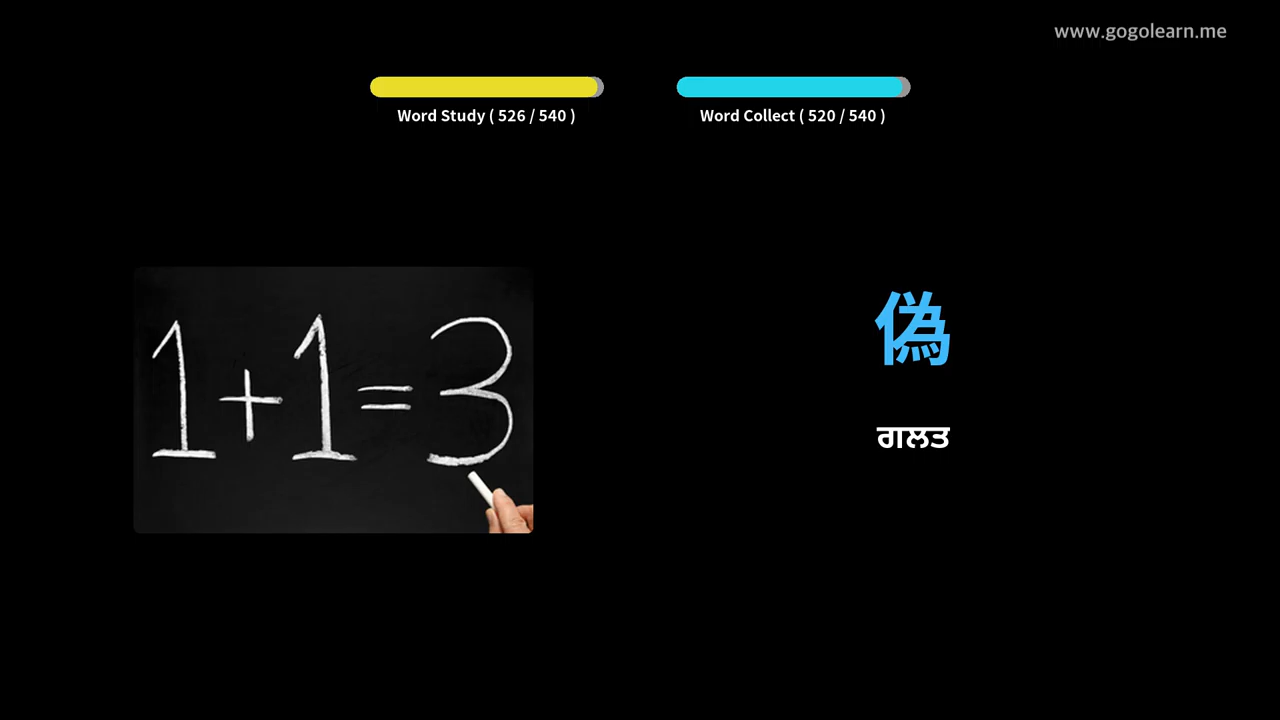 www.gogolearn.me
Word Study ( 526 / 540 )
Word Collect ( 520 / 540 )
1+1=3
偽
ਗਲਤ